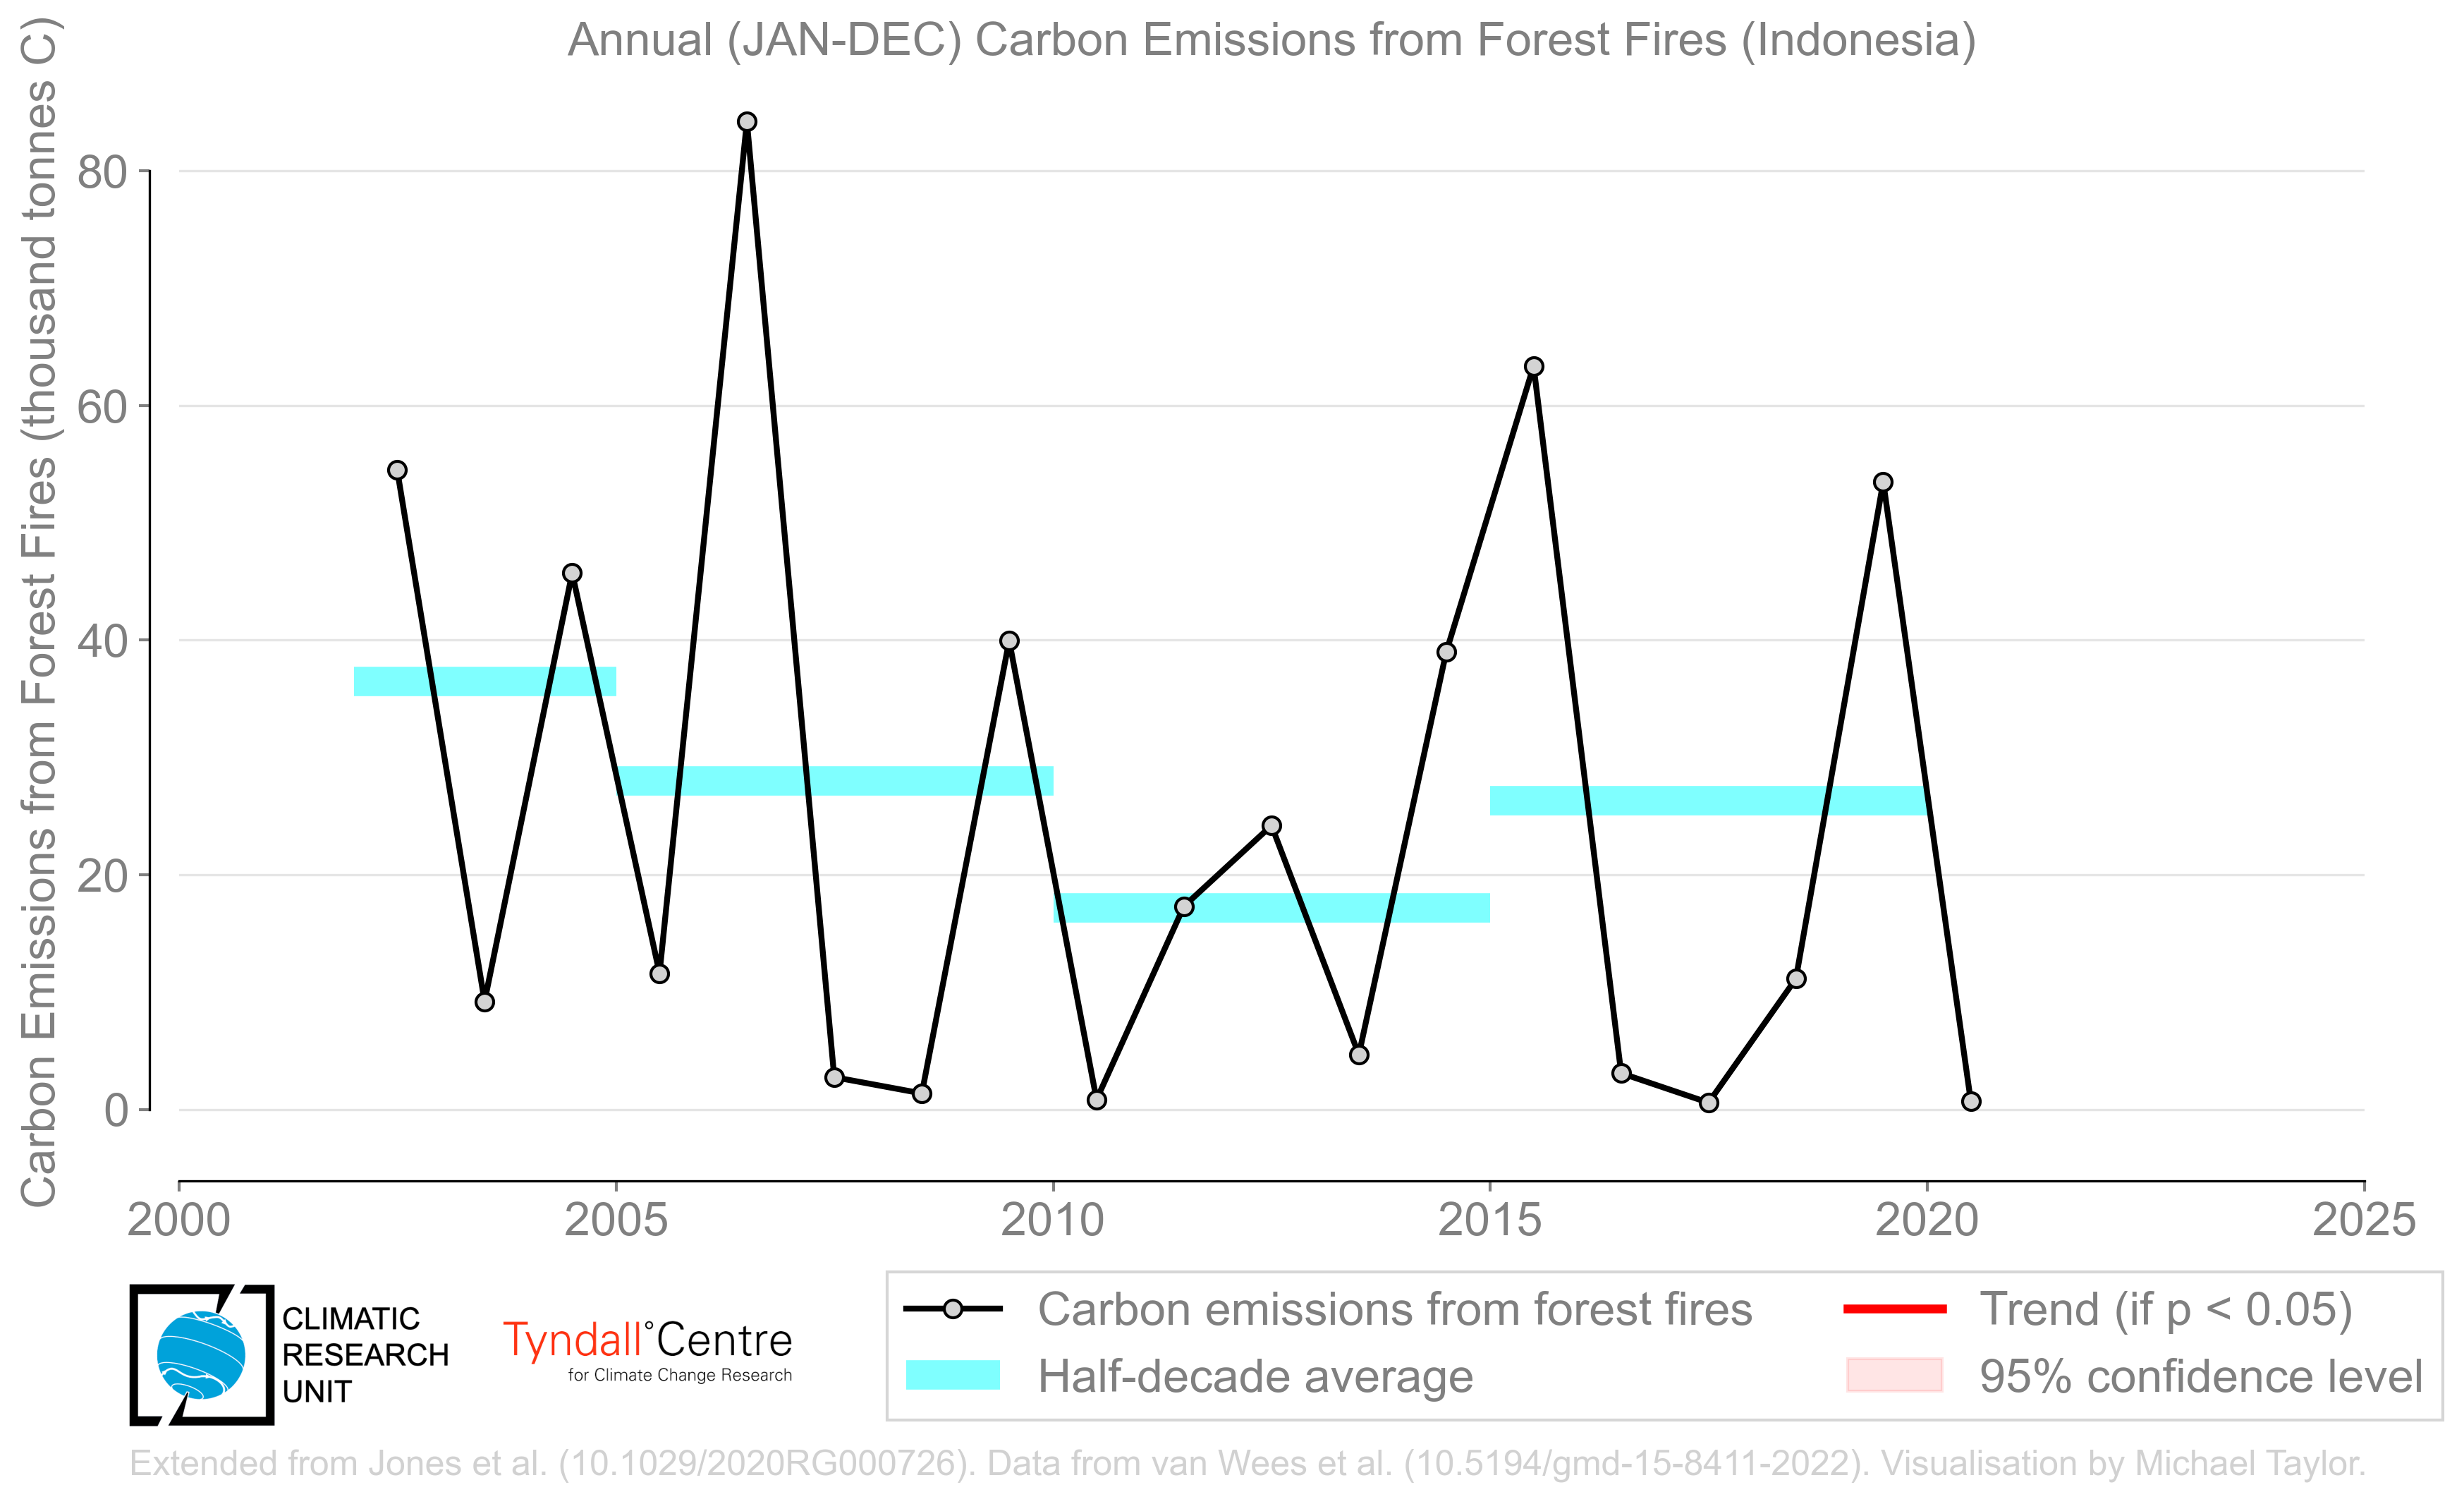 Annual (JAN-DEC) Carbon Emissions from Forest Fires (Indonesia)
Carbon Emissions from Forest Fires (thousand tonnes C)
80
60
40
20
0
2000 2005 2010 2015 2020 2025
CLIMATIC
RESEARCH
UNIT
Tyndall°Centre
for Climate Change Research
Carbon emissions from forest fires
Half-decade average
Trend (if p < 0.05)
95% confidence level
Extended from Jones et al. (10.1029/2020RG000726). Data from van Wees et al. (10.5194/gmd-15-8411-2022). Visualisation by Michael Taylor.